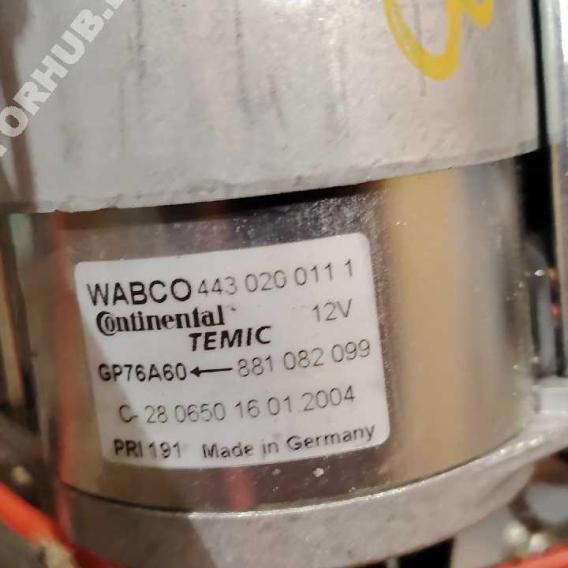 WABCO 443 020 011 1
Continental 12V
TEMIC
GP76A60 ← 881 082 099
C- 28 0650 16.01.2004
PRI 191 Made in Germany